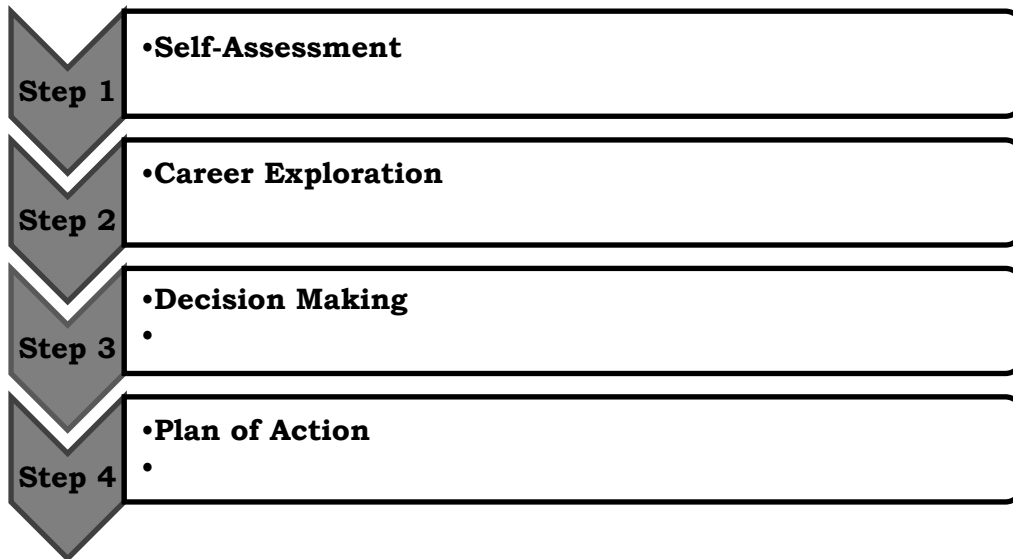 •Self-Assessment
Step 1
•Career Exploration
Step 2
•Decision Making
•
Step 3
•Plan of Action
•
Step 4